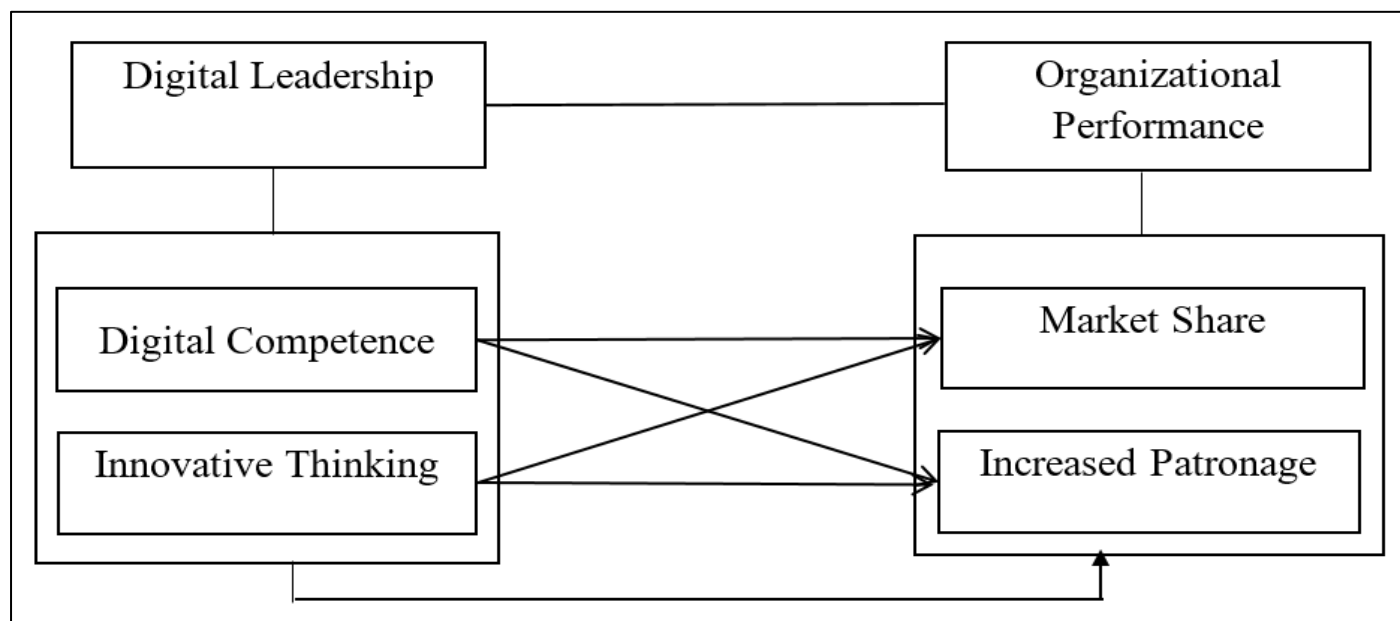 Digital Leadership
Organizational
Performance
Digital Competence
Market Share
Innovative Thinking
Increased Patronage